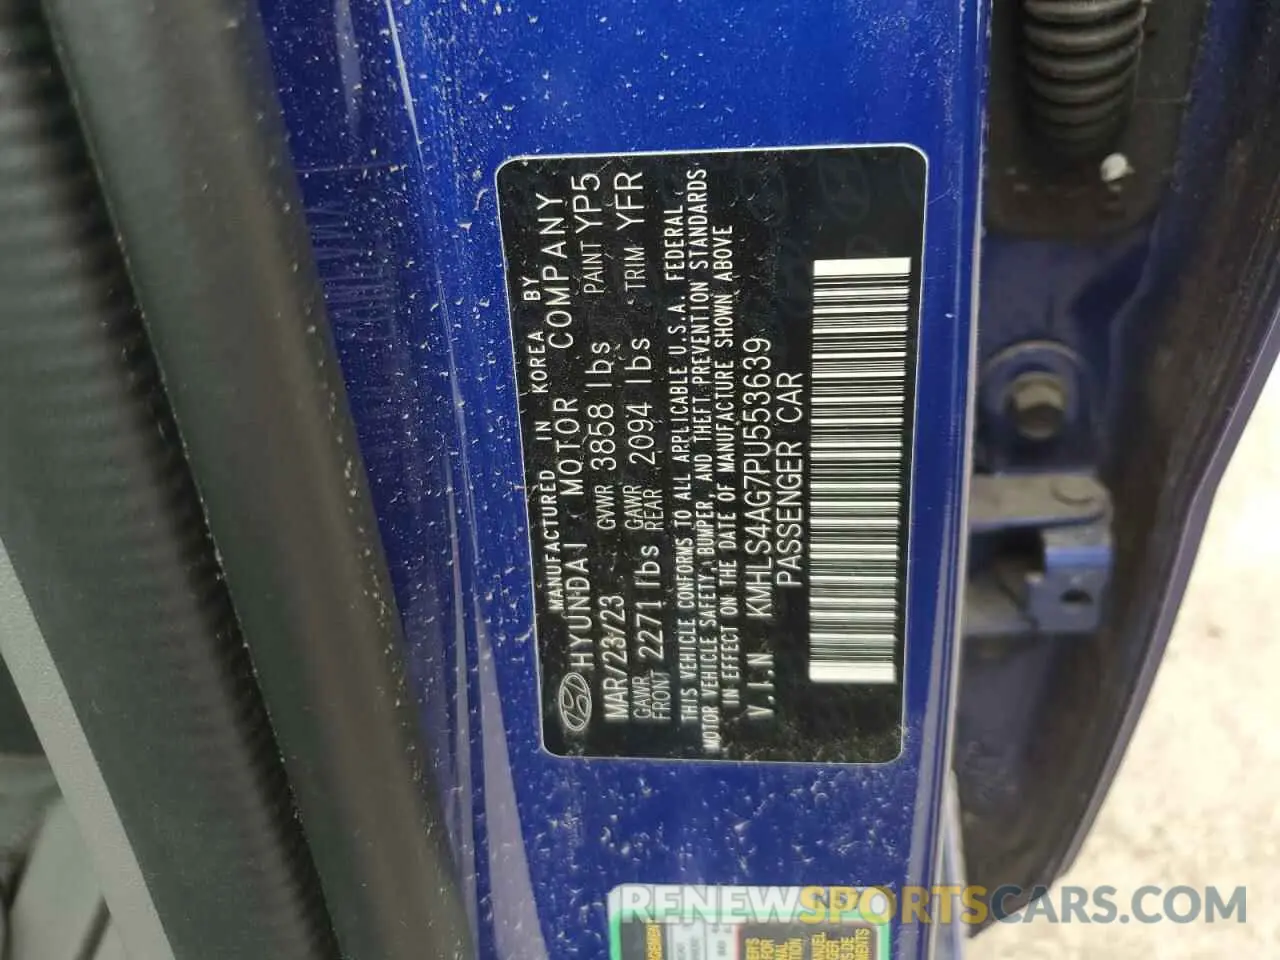 MANUFACTURED IN KOREA BY
HYUNDAI MOTOR COMPANY
MAR/23/23 GVWR 3858 lbs PAINT YP5
GAWR FRONT 2271 lbs GAWR REAR 2094 lbs TRIM YFR
THIS VEHICLE CONFORMS TO ALL APPLICABLE U.S.A. FEDERAL
MOTOR VEHICLE SAFETY, BUMPER, AND THEFT PREVENTION STANDARDS
IN EFFECT ON THE DATE OF MANUFACTURE SHOWN ABOVE
V.I.N KMHLS4AG7PU553639
PASSENGER CAR
RENEWSPORTSCARS.COM